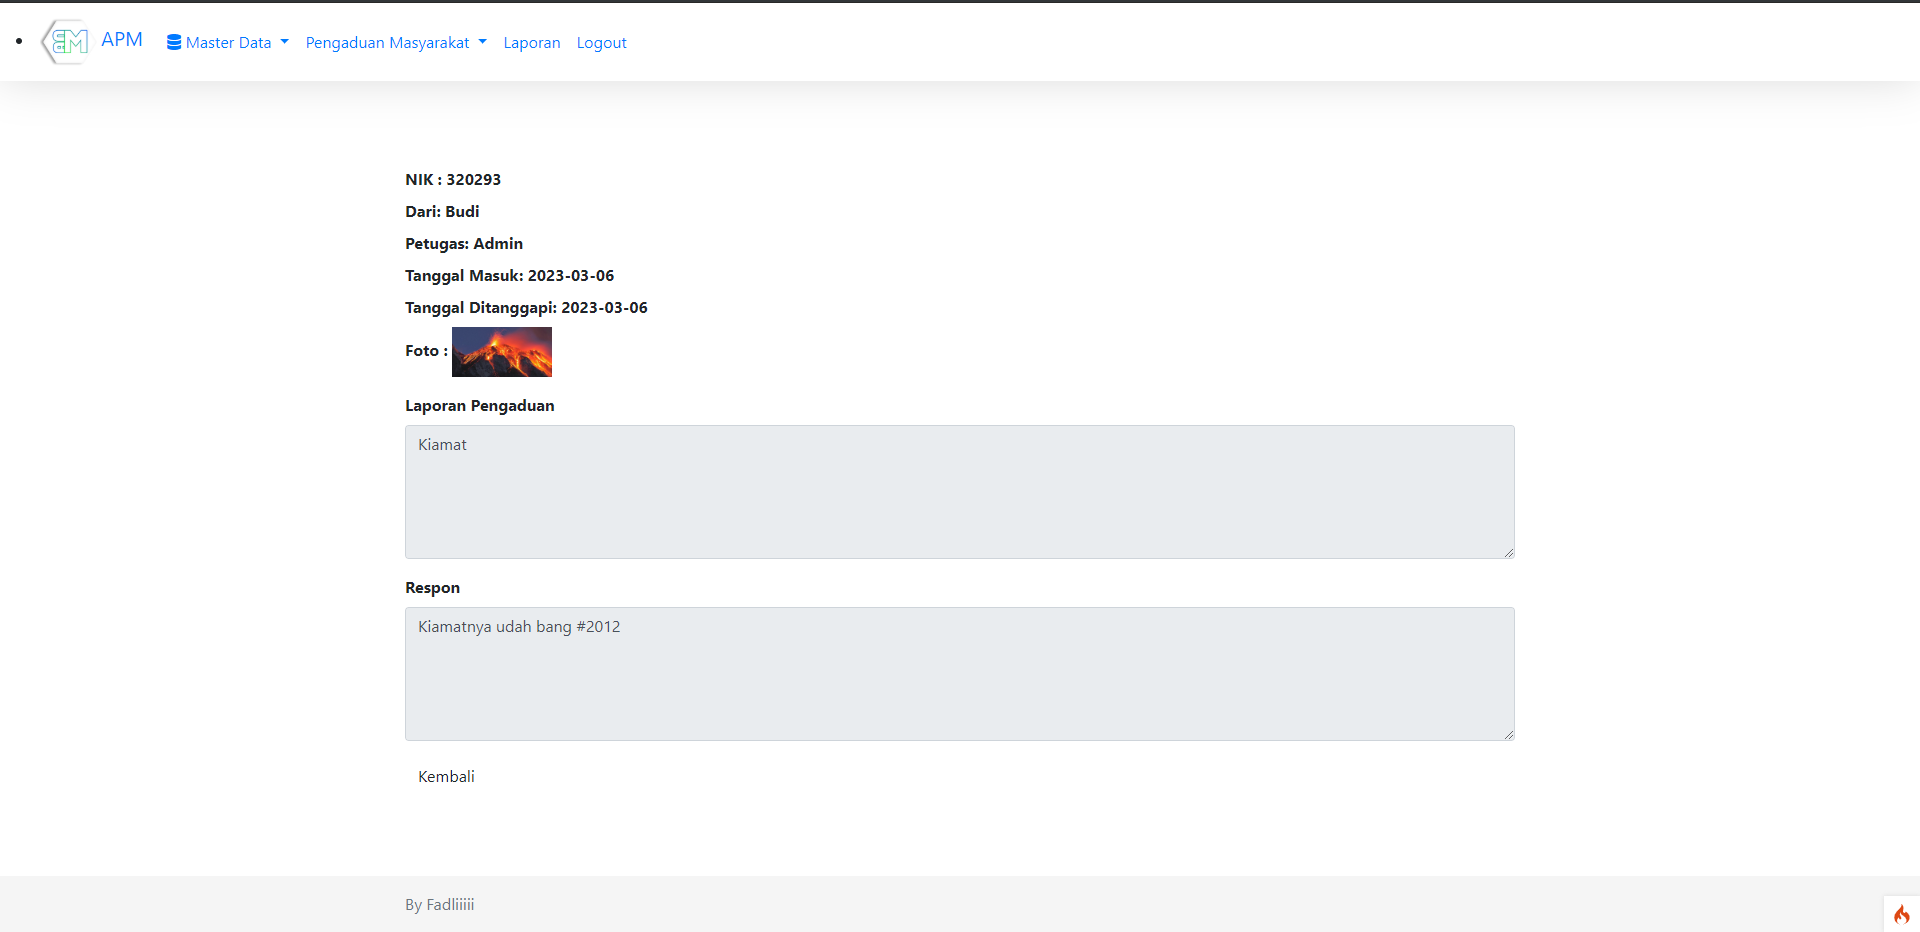 APM Master Data Pengaduan Masyarakat Laporan Logout
NIK : 320293
Dari: Budi
Petugas: Admin
Tanggal Masuk: 2023-03-06
Tanggal Ditanggapi: 2023-03-06
Foto :
Laporan Pengaduan
Kiamat
Respon
Kiamatnya udah bang #2012
Kembali
By Fadliiiii